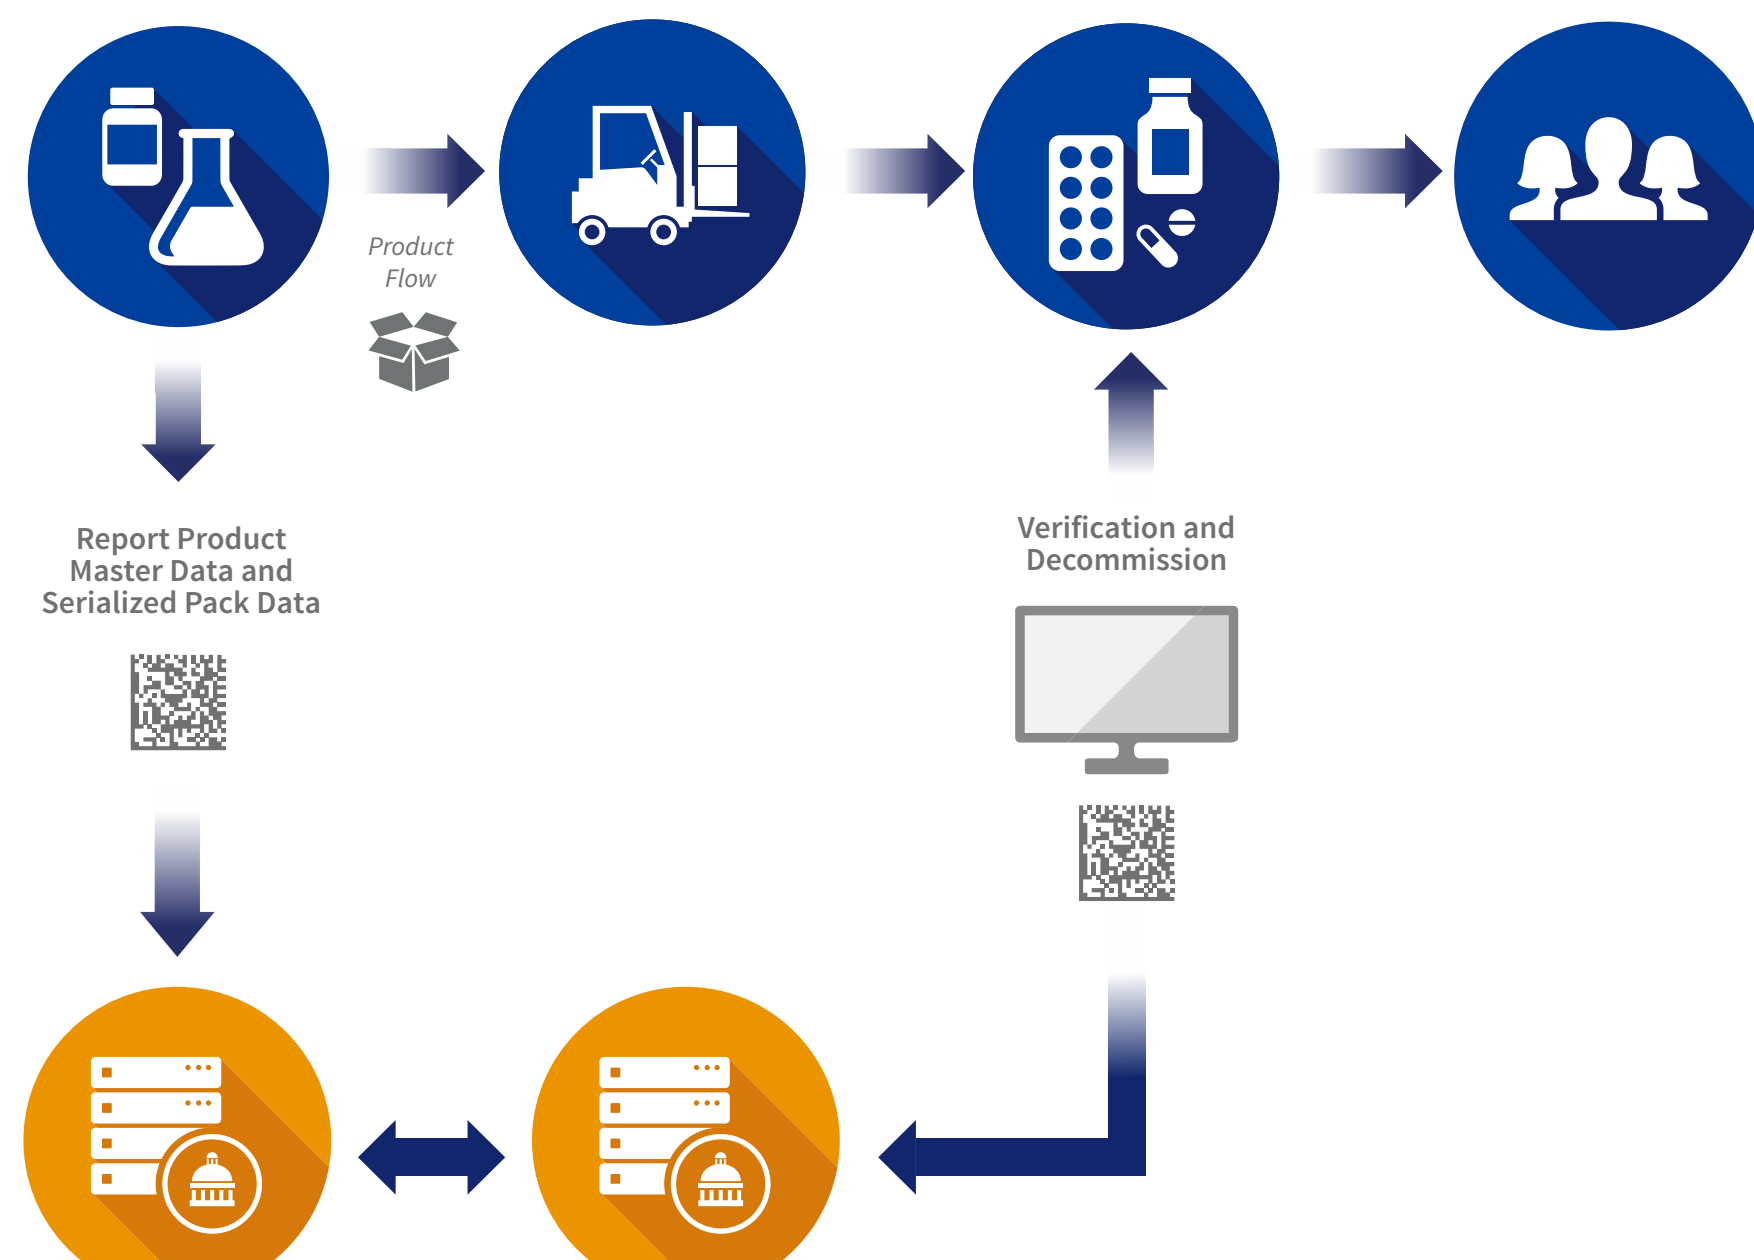 Product
Flow
Report Product
Master Data and
Serialized Pack Data
Verification and
Decommission